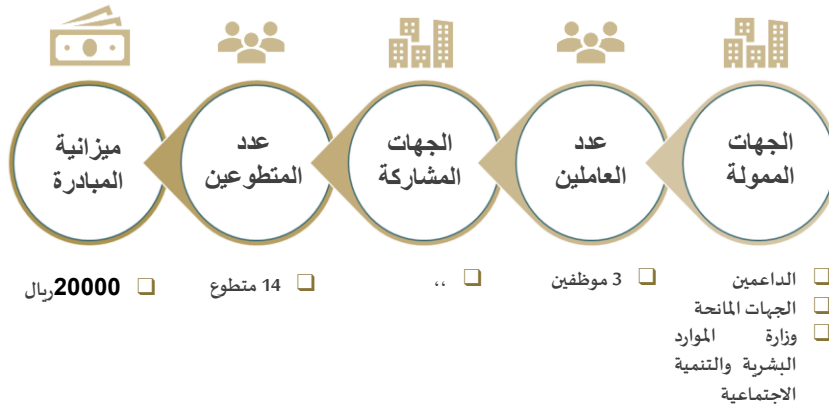 الجهات
الممولة
عدد
العاملين
الجهات
المشاركة
عدد
المتطوعين
ميزانية
المبادرة
الداعمين
الجهات المانحة
وزارة الموارد
البشرية والتنمية
الاجتماعية
3 موظفين
،،
14 متطوع
20000ريال